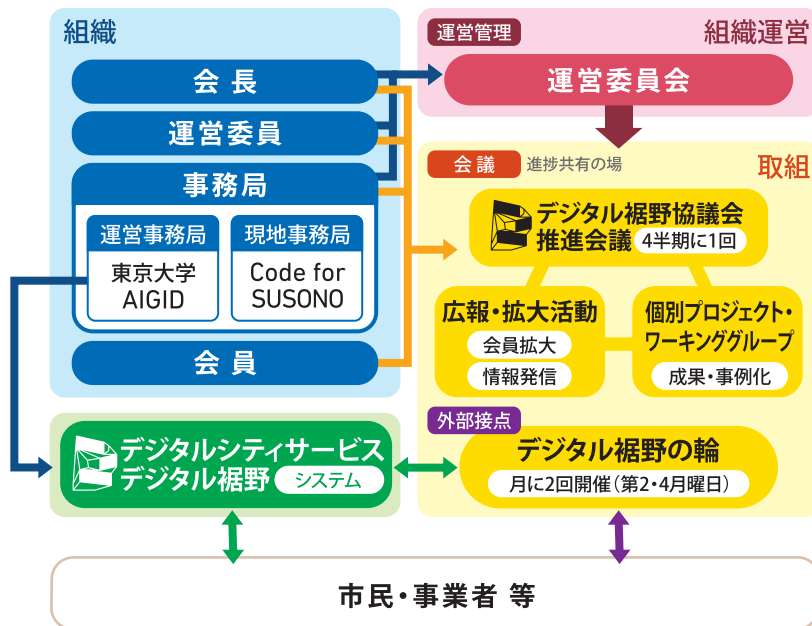 組織
会長
運営委員
事務局
運営事務局
東京大学
AIGID
現地事務局
Code for
SUSONO
会員
運営管理
組織運営
運営委員会
会議
進捗共有の場
取組
デジタル裾野協議会
推進会議
4半期に1回
広報・拡大活動
会員拡大
情報発信
個別プロジェクト・
ワーキンググループ
成果・事例化
外部接点
デジタル裾野の輪
月に2回開催(第2・4月曜日)
デジタルシティサービス
デジタル裾野
システム
市民・事業者 等